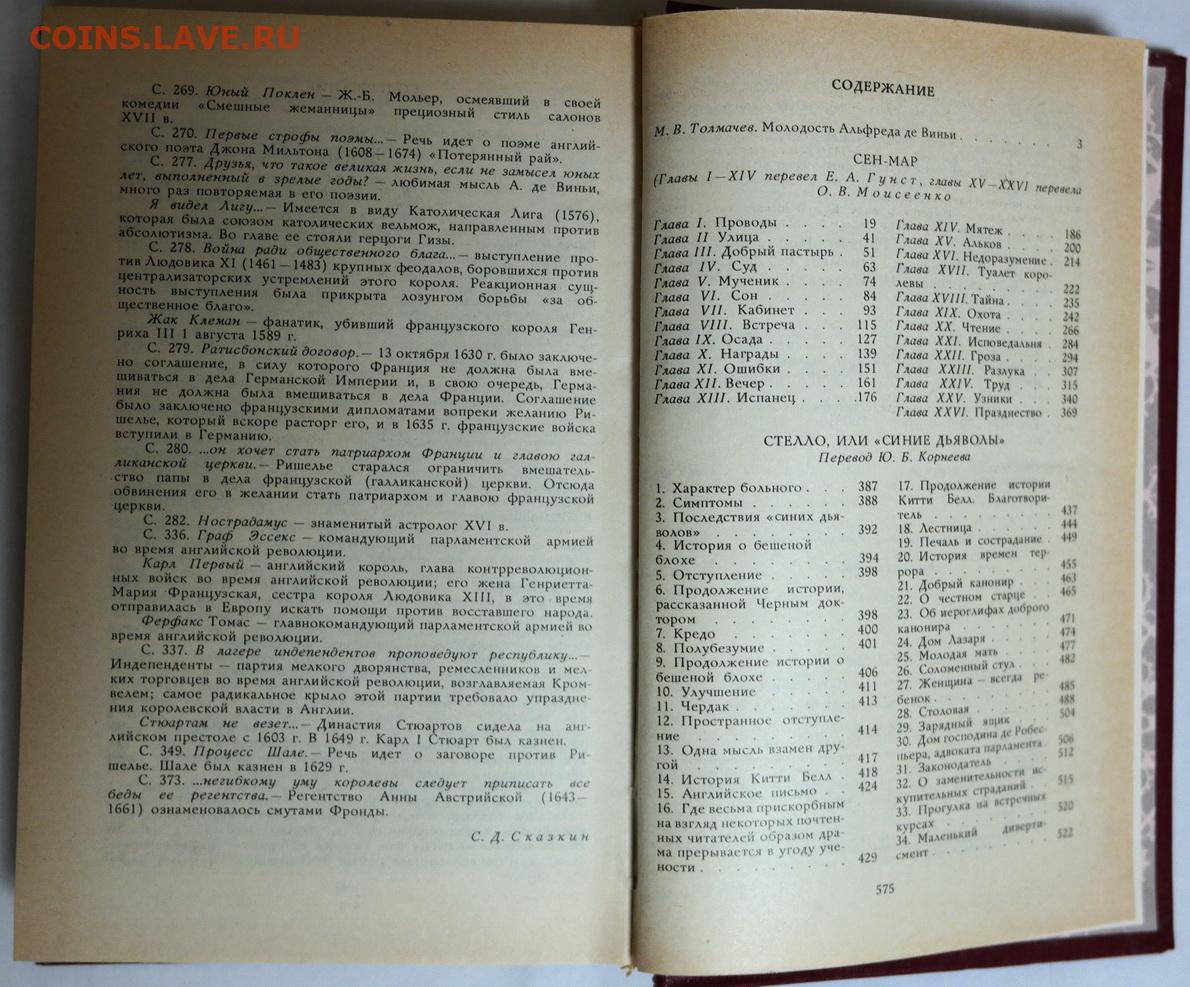 COINS.LAVE.RU
С. 269. Юный Поклен — Ж.-Б. Мольер, осмеявший в своей
комедии «Смешные жеманницы» прециозный стиль салонов
XVII в.
С. 270. Первые строфы поэмы...— Речь идет о поэме англий-
ского поэта Джона Мильтона (1608—1674) «Потерянный рай».
С. 277. Друзья, что такое великая жизнь, если не замысел юных
лет, выполненный в зрелые годы? — любимая мысль А. де Виньи,
много раз повторяемая в его поэзии.
Я видел Лигу...— Имеется в виду Католическая Лига (1576),
которая была союзом католических вельмож, направленным против
абсолютизма. Во главе ее стояли герцоги Гизы.
С. 278. Война ради общественного блага...— выступление про-
тив Людовика XI (1461—1483) крупных феодалов, боровшихся против
централизаторских устремлений этого короля. Реакционная сущ-
ность выступления была прикрыта лозунгом борьбы «за об-
щественное благо».
Жак Клеман — фанатик, убивший французского короля Ген-
риха III 1 августа 1589 г.
С. 279. Ратисбонский договор.— 13 октября 1630 г. было заключе-
но соглашение, в силу которого Франция не должна была вме-
шиваться в дела Германской Империи и, в свою очередь, Герма-
ния не должна была вмешиваться в дела Франции. Соглашение
было заключено французскими дипломатами вопреки желанию Ри-
шелье, который вскоре расторг его, и в 1635 г. французские войска
вступили в Германию.
С. 280. ...он хочет стать патриархом Франции и главою гал-
ликанской церкви.— Ришелье старался ограничить вмешатель-
ство папы в дела французской (галликанской) церкви. Отсюда
обвинения его в желании стать патриархом и главою французской
церкви.
С. 282. Нострадамус — знаменитый астролог XVI в.
С. 336. Граф Эссекс — командующий парламентской армией
во время английской революции.
Карл Первый — английский король, глава контрреволюцион-
ных войск во время английской революции; его жена Генриетта-
Мария Французская, сестра короля Людовика XIII, в это время
отправилась в Европу искать помощи против восставшего народа.
Ферфакс Томас — главнокомандующий парламентской армией во
время английской революции.
С. 337. В лагере индепендентов проповедуют республику...—
Индепенденты — партия мелкого дворянства, ремесленников и мел-
ких торговцев во время английской революции, возглавляемая Кром-
велем; самое радикальное крыло этой партии требовало упраздне-
ния королевской власти в Англии.
Стюартам не везет...— Династия Стюартов сидела на анг-
лийском престоле с 1603 г. В 1649 г. Карл I Стюарт был казнен.
С. 349. Процесс Шале.— Речь идет о заговоре против Ри-
шелье. Шале был казнен в 1629 г.
С. 373. ...негибкому уму королевы следует приписать все
беды ее регентства.— Регентство Анны Австрийской (1643—
1661) ознаменовалось смутами Фронды.
С. Д. Сказкин
СОДЕРЖАНИЕ
М. В. Толмачев. Молодость Альфреда де Виньи . . . . . . . 3
СЕН-МАР
(Главы I—XIV перевел Е. А. Гунст, главы XV—XXVI перевела
О. В. Моисеенко
Глава I. Проводы . . . . 19
Глава II Улица . . . . . 41
Глава III. Добрый пастырь . 51
Глава IV. Суд . . . . 63
Глава V. Мученик . . . . 74
Глава VI. Сон . . . . . 84
Глава VII. Кабинет . . . 93
Глава VIII. Встреча . . . 115
Глава IX. Осада . . . . 127
Глава X. Награды . . . . 139
Глава XI. Ошибки . . . . 151
Глава XII. Вечер . . . . . 161
Глава XIII. Испанец . . . .176
Глава XIV. Мятеж . . . . 186
Глава XV. Альков . . . . 200
Глава XVI. Недоразумение . 214
Глава XVII. Туалет коро-
левы . . . . . . . . . 222
Глава XVIII. Тайна . . . . 235
Глава XIX. Охота . . . . 242
Глава XX. Чтение . . . . 266
Глава XXI. Исповедальня . 284
Глава XXII. Гроза . . . . 294
Глава XXIII. Разлука . . . 307
Глава XXIV. Труд . . . . 315
Глава XXV. Узники . . . . 340
Глава XXVI. Празднество . 369
СТЕЛЛО, ИЛИ «СИНИЕ ДЬЯВОЛЫ»
Перевод Ю. Б. Корнеева
1. Характер больного . . . 387
2. Симптомы . . . . . . 388
3. Последствия «синих дья-
волов» . . . . . . . . 392
4. История о бешеной
блохе . . . . . . . . 394
5. Отступление . . . . . 398
6. Продолжение истории,
рассказанной Черным док-
тором . . . . . . . . 398
7. Кредо . . . . . . . 400
8. Полубезумие . . . . . 401
9. Продолжение истории о
бешеной блохе . . . . . 406
10. Улучшение . . . . . 411
11. Чердак . . . . . . . 413
12. Пространное отступле-
ние . . . . . . . . . 414
13. Одна мысль взамен дру-
гой . . . . . . . . . 417
14. История Китти Белл . 418
15. Английское письмо . . 424
16. Где весьма прискорбным
на взгляд некоторых почтен-
ных читателей образом дра-
ма прерывается в угоду уче-
ности . . . . . . . . . 429
17. Продолжение истории
Китти Белл. Благотвори-
тель . . . . . . . . . 437
18. Лестница . . . . . . 444
19. Печаль и сострадание . 449
20. История времен тер-
рора . . . . . . . . . 455
21. Добрый канонир . . . 463
22. О честном старце . . 465
23. Об иероглифах доброго
канонира . . . . . . . 471
24. Дом Лазаря . . . . . 474
25. Молодая мать . . . . 477
26. Соломенный стул . . . 482
27. Женщина — всегда ре-
бенок . . . . . . . . . 485
28. Столовая . . . . . . 488
29. Зарядный ящик . . . 504
30. Дом господина де Робес-
пьера, адвоката парламента . 506
31. Законодатель . . . . 512
32. О заменительности ис-
купительных страданий . . 515
33. Прогулка на встречных
курсах . . . . . . . . 520
34. Маленький диверти-
смент . . . . . . . . . 522
575